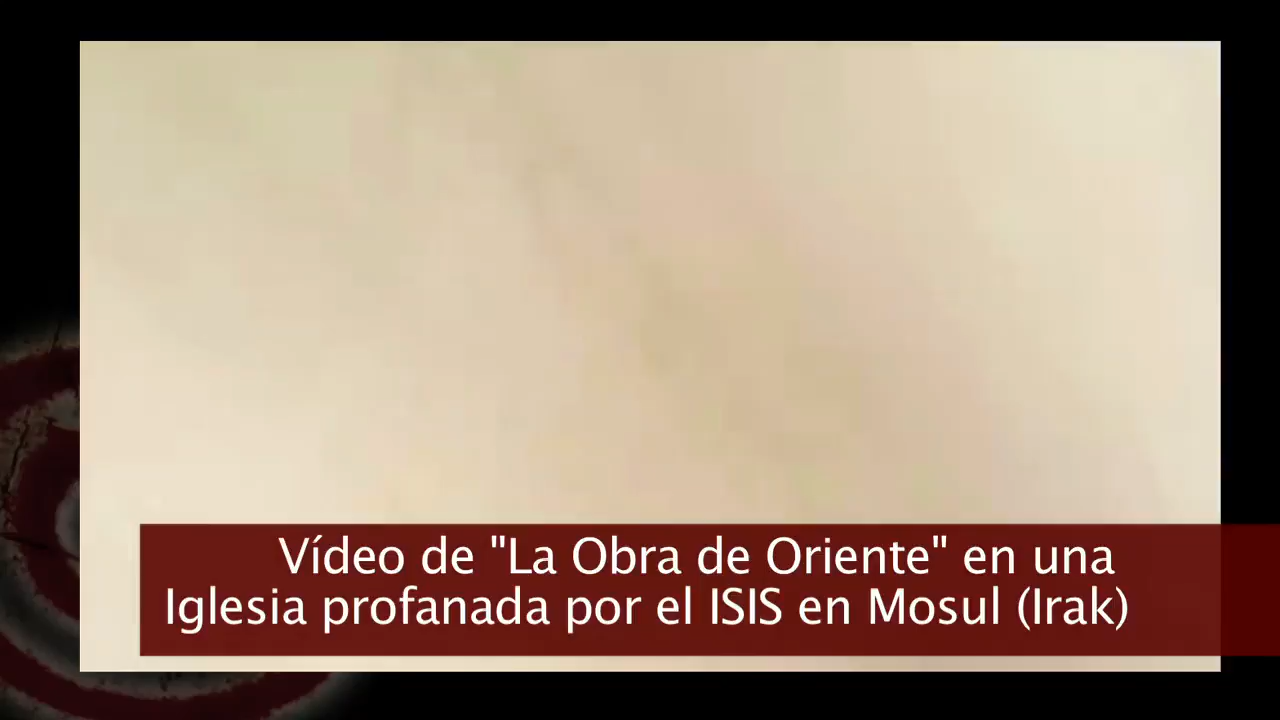 Vídeo de "La Obra de Oriente" en una
Iglesia profanada por el ISIS en Mosul (Irak)